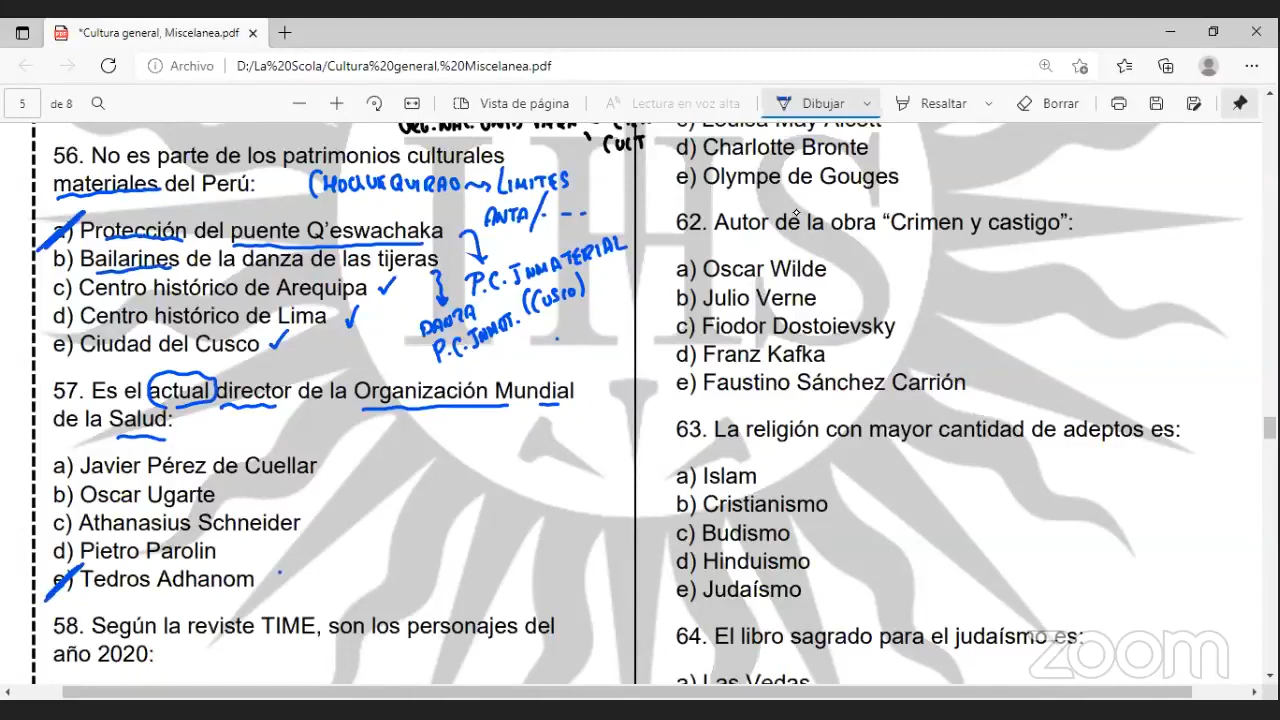 *Cultura general, Miscelanea.pdf
Archivo D:/La%20Scola/Cultura%20general,%20Miscelanea.pdf
5 de 8 Vista de página Lectura en voz alta Dibujar Resaltar Borrar
56. No es parte de los patrimonios culturales
materiales del Perú:
CHOQUEQUIRAO LIMITES
ANTA/.
a) Protección del puente Q'eswachaka
b) Bailarines de la danza de las tijeras
c) Centro histórico de Arequipa
d) Centro histórico de Lima
e) Ciudad del Cusco
P.C. INMATERIAL
(CUSCO)
DANZA
P.C. INMAT.
57. Es el actual director de la Organización Mundial
de la Salud:
a) Javier Pérez de Cuellar
b) Oscar Ugarte
c) Athanasius Schneider
d) Pietro Parolin
e) Tedros Adhanom
58. Según la reviste TIME, son los personajes del
año 2020:
c) Louisa May Alcott
d) Charlotte Bronte
e) Olympe de Gouges
62. Autor de la obra “Crimen y castigo”:
a) Oscar Wilde
b) Julio Verne
c) Fiodor Dostoievsky
d) Franz Kafka
e) Faustino Sánchez Carrión
63. La religión con mayor cantidad de adeptos es:
a) Islam
b) Cristianismo
c) Budismo
d) Hinduismo
e) Judaísmo
64. El libro sagrado para el judaísmo es:
a) Las Vedas
IHS
zoom